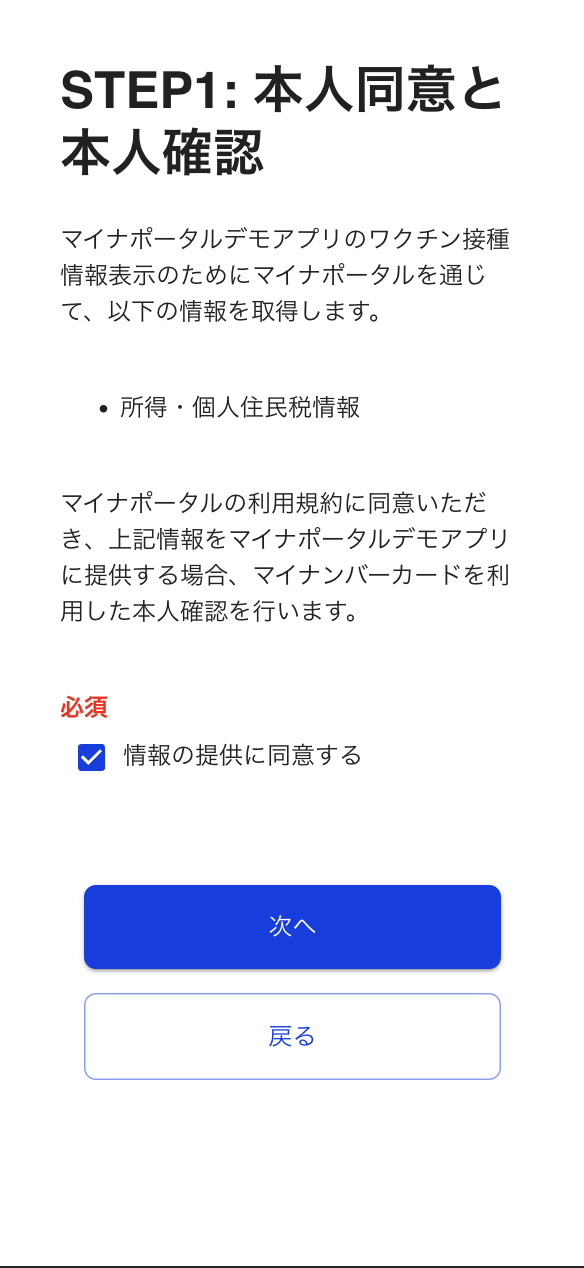 STEP1: 本人同意と
本人確認
マイナポータルデモアプリのワクチン接種
情報表示のためにマイナポータルを通じ
て、以下の情報を取得します。
• 所得・個人住民税情報
マイナポータルの利用規約に同意いただ
き、上記情報をマイナポータルデモアプリ
に提供する場合、マイナンバーカードを利
用した本人確認を行います。
必須
情報の提供に同意する
次へ
戻る